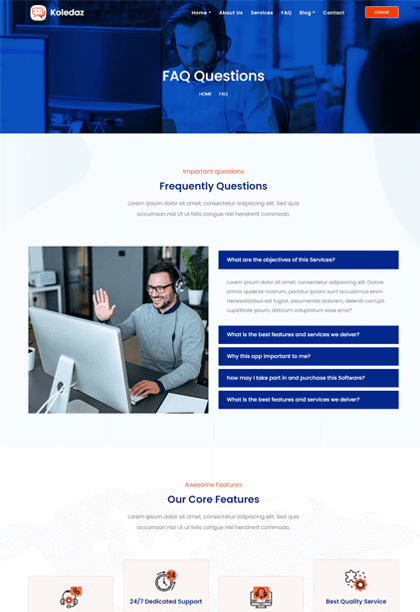 Koledaz
Home About Us Services FAQ Blog Contact
LOGIN
FAQ Questions
HOME FAQ
Important questions
Frequently Questions
Lorem ipsum dolor sit amet, consectetur adipiscing elit. Sed quis
accumsan nisl Ut ut felis congue nisl hendrerit commodo.
What are the objectives of this Services?
Lorem ipsum dolor sit amet, consectetur adipisicing elit. Dolore
omnis quaerat nostrum, pariatur ipsam sunt accusamus enim
necessitatibus est fugiat, assumenda dolorem, deleniti corrupti
cupiditate ipsum, dolorum voluptatum esse error?
What is the best features and services we deiver?
Why this app important to me?
how may I take part in and purchase this Software?
What is the best features and services we deiver?
Awesome Features
Our Core Features
Lorem ipsum dolor sit amet, consectetur adipiscing elit. Sed quis
accumsan nisl Ut ut felis congue nisl hendrerit commodo.
24
24/7 Dedicated Support
Best Quality Service